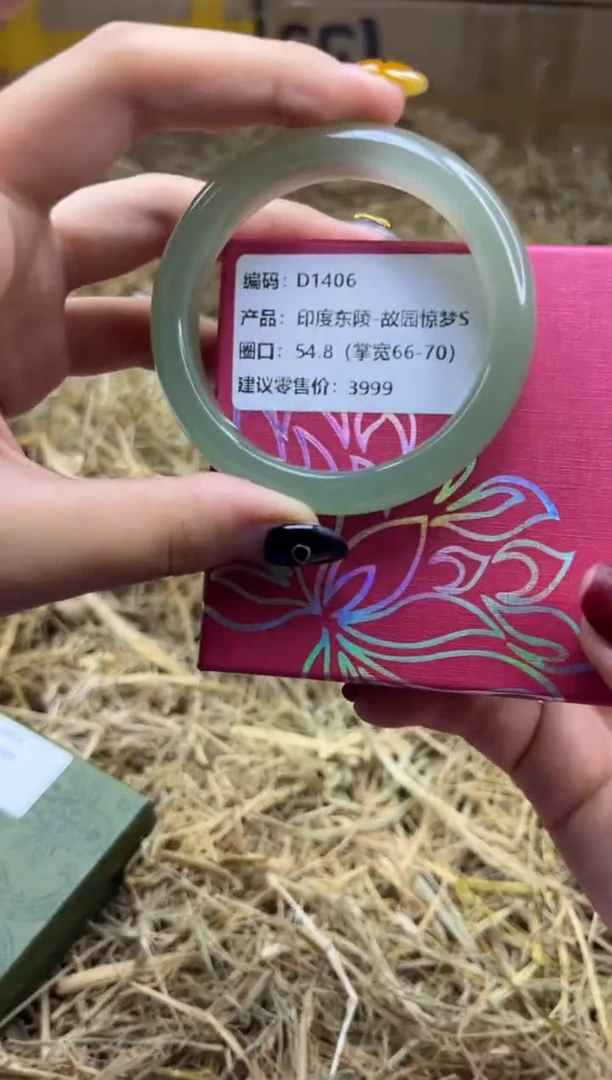 编码：D1406
产品：印度东陵-故园惊梦S
圈口：54.8（掌宽66-70）
建议零售价：3999